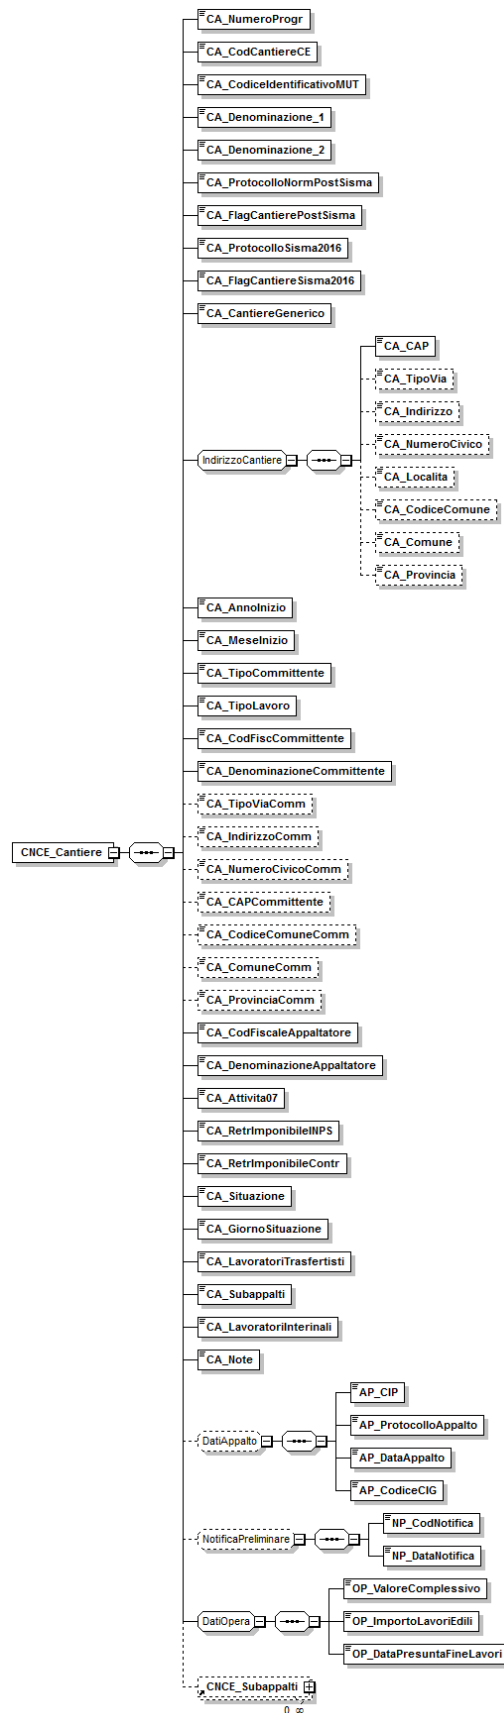 CA_NumeroProgr
CA_CodCantiereCE
CA_CodiceIdentificativoMUT
CA_Denominazione_1
CA_Denominazione_2
CA_ProtocolloNormPostSisma
CA_FlagCantierePostSisma
CA_ProtocolloSisma2016
CA_FlagCantiereSisma2016
CA_CantiereGenerico
IndirizzoCantiere
CA_CAP
CA_TipoVia
CA_Indirizzo
CA_NumeroCivico
CA_Localita
CA_CodiceComune
CA_Comune
CA_Provincia
CA_AnnoInizio
CA_MeseInizio
CA_TipoCommittente
CA_TipoLavoro
CA_CodFiscCommittente
CA_DenominazioneCommittente
CA_TipoViaComm
CA_IndirizzoComm
CNCE_Cantiere
CA_NumeroCivicoComm
CA_CAPCommittente
CA_CodiceComuneComm
CA_ComuneComm
CA_ProvinciaComm
CA_CodFiscaleAppaltatore
CA_DenominazioneAppaltatore
CA_Attivita07
CA_RetrImponibileINPS
CA_RetrImponibileContr
CA_Situazione
CA_GiornoSituazione
CA_LavoratoriTrasfertisti
CA_Subappalti
CA_LavoratoriInterinali
CA_Note
DatiAppalto
AP_CIP
AP_ProtocolloAppalto
AP_DataAppalto
AP_CodiceCIG
NotificaPreliminare
NP_CodNotifica
NP_DataNotifica
DatiOpera
OP_ValoreComplessivo
OP_ImportoLavoriEdili
OP_DataPresuntaFineLavori
CNCE_Subappalti
0..∞